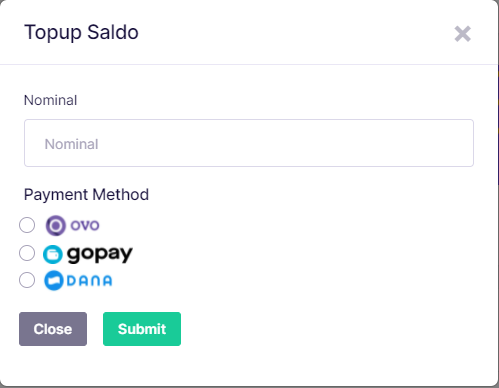 Topup Saldo
Nominal
Nominal
Payment Method
OVO
gopay
DANA
Close Submit